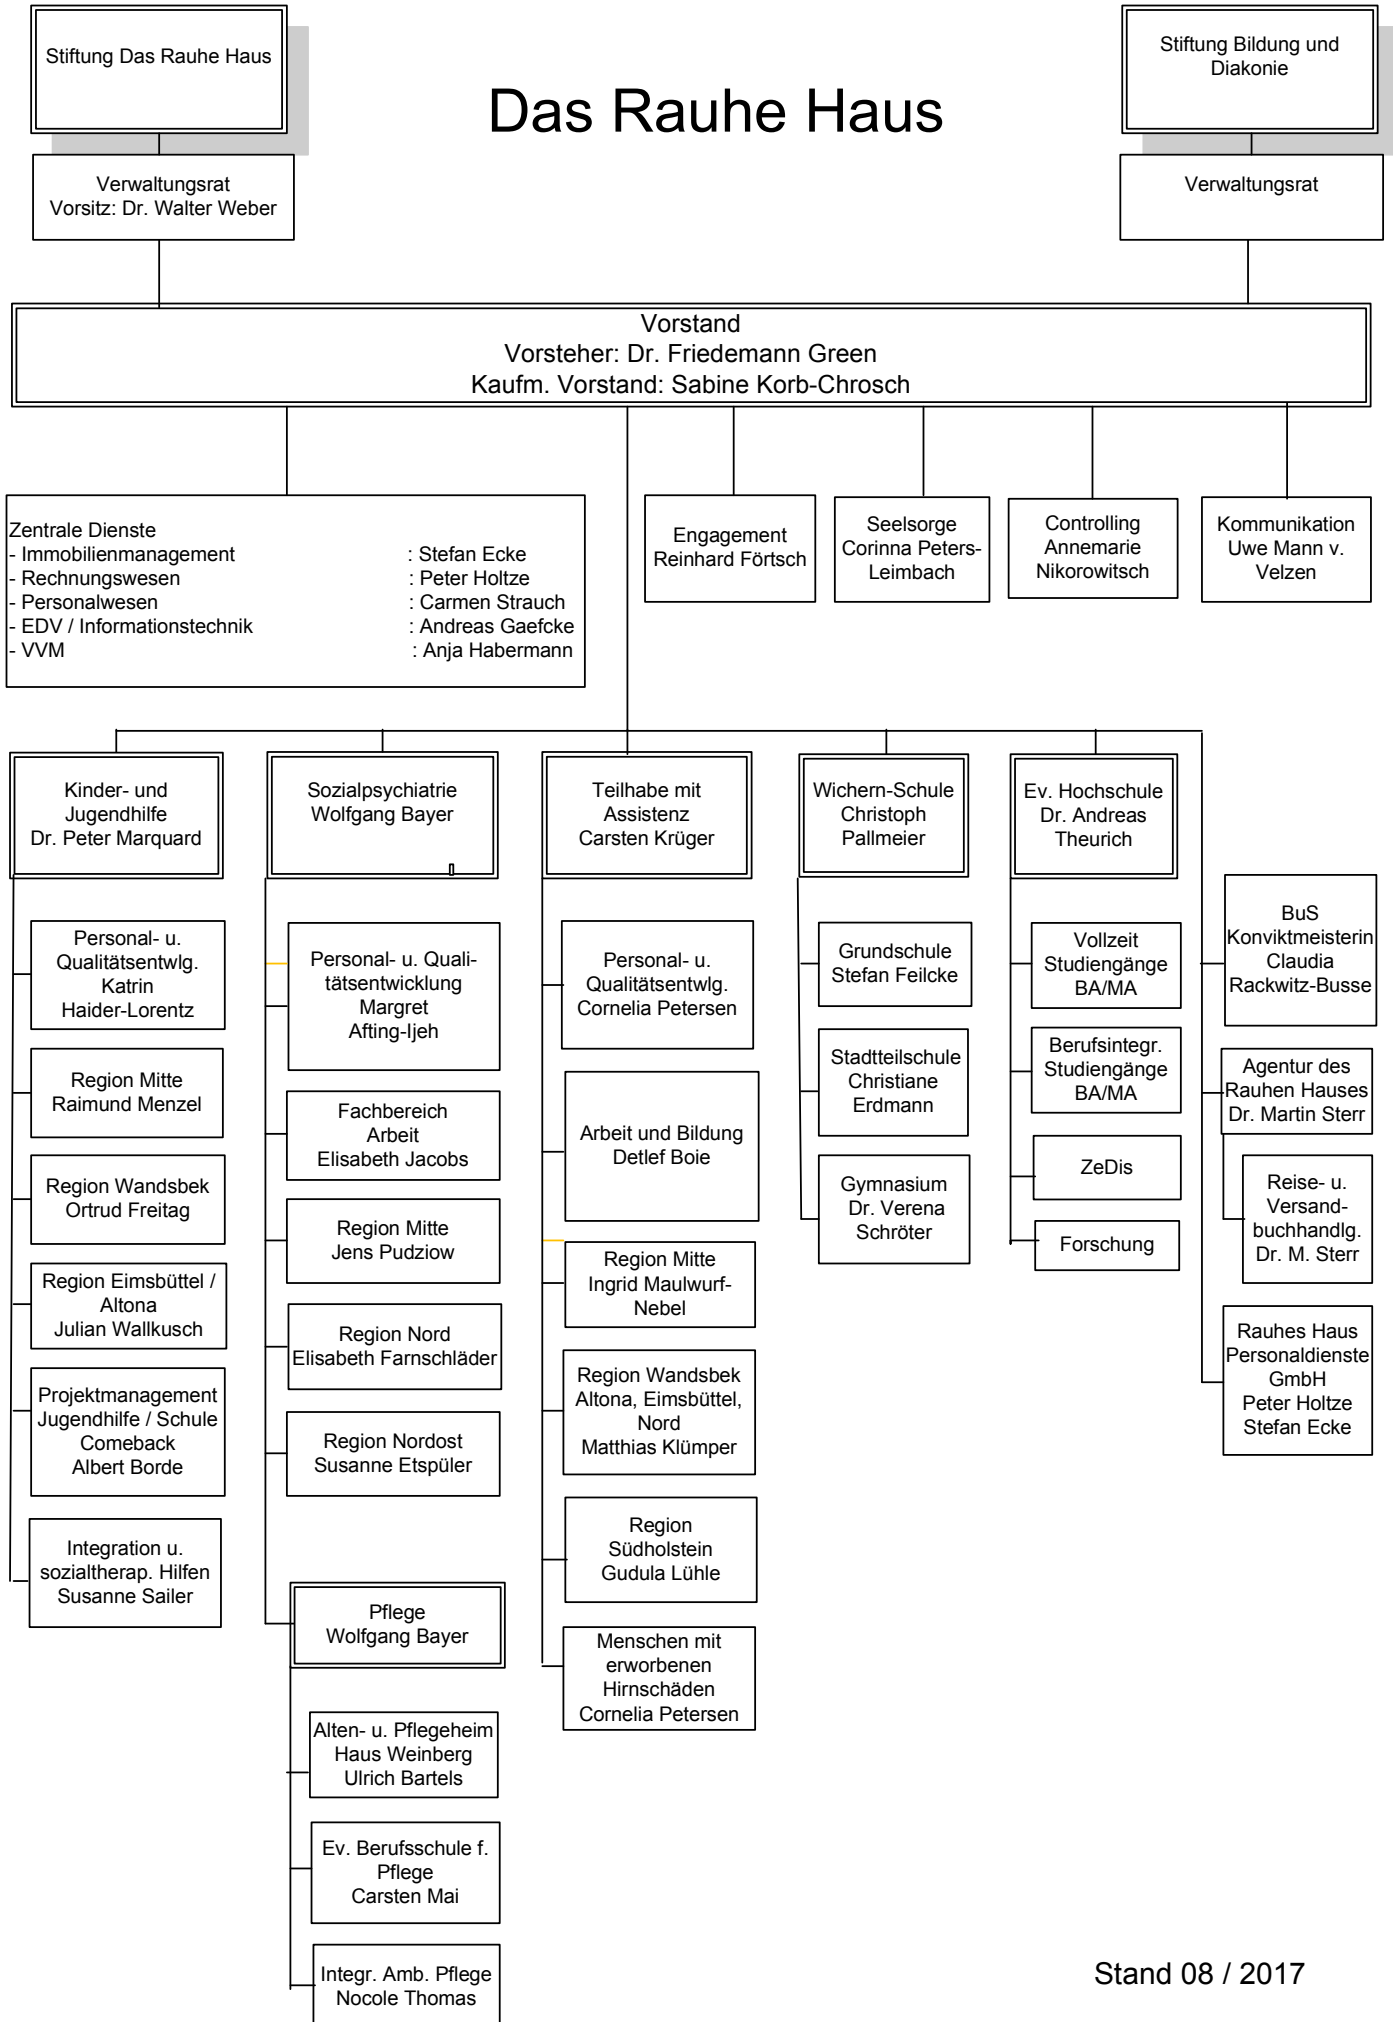 Stiftung Das Rauhe Haus
Stiftung Bildung und
Diakonie
Das Rauhe Haus
Verwaltungsrat
Vorsitz: Dr. Walter Weber
Verwaltungsrat
Vorstand
Vorsteher: Dr. Friedemann Green
Kaufm. Vorstand: Sabine Korb-Chrosch
Zentrale Dienste
- Immobilienmanagement : Stefan Ecke
- Rechnungswesen : Peter Holtze
- Personalwesen : Carmen Strauch
- EDV / Informationstechnik : Andreas Gaefcke
- VVM : Anja Habermann
Engagement
Reinhard Förtsch
Seelsorge
Corinna Peters-
Leimbach
Controlling
Annemarie
Nikorowitsch
Kommunikation
Uwe Mann v.
Velzen
Kinder- und
Jugendhilfe
Dr. Peter Marquard
Personal- u.
Qualitätsentwlg.
Katrin
Haider-Lorentz
Region Mitte
Raimund Menzel
Region Wandsbek
Ortrud Freitag
Region Eimsbüttel /
Altona
Julian Wallkusch
Projektmanagement
Jugendhilfe / Schule
Comeback
Albert Borde
Integration u.
sozialtherap. Hilfen
Susanne Sailer
Sozialpsychiatrie
Wolfgang Bayer
Personal- u. Quali-
tätsentwicklung
Margret
Afting-Ijeh
Fachbereich
Arbeit
Elisabeth Jacobs
Region Mitte
Jens Pudziow
Region Nord
Elisabeth Farnschläder
Region Nordost
Susanne Etspüler
Pflege
Wolfgang Bayer
Alten- u. Pflegeheim
Haus Weinberg
Ulrich Bartels
Ev. Berufsschule f.
Pflege
Carsten Mai
Integr. Amb. Pflege
Nocole Thomas
Teilhabe mit
Assistenz
Carsten Krüger
Personal- u.
Qualitätsentwlg.
Cornelia Petersen
Arbeit und Bildung
Detlef Boie
Region Mitte
Ingrid Maulwurf-
Nebel
Region Wandsbek
Altona, Eimsbüttel,
Nord
Matthias Klümper
Region
Südholstein
Gudula Lühle
Menschen mit
erworbenen
Hirnschäden
Cornelia Petersen
Wichern-Schule
Christoph
Pallmeier
Grundschule
Stefan Feilcke
Stadtteilschule
Christiane
Erdmann
Gymnasium
Dr. Verena
Schröter
Ev. Hochschule
Dr. Andreas
Theurich
Vollzeit
Studiengänge
BA/MA
Berufsintegr.
Studiengänge
BA/MA
ZeDis
Forschung
BuS
Konviktmeisterin
Claudia
Rackwitz-Busse
Agentur des
Rauhen Hauses
Dr. Martin Sterr
Reise- u.
Versand-
buchhandlg.
Dr. M. Sterr
Rauhes Haus
Personaldienste
GmbH
Peter Holtze
Stefan Ecke
Stand 08 / 2017